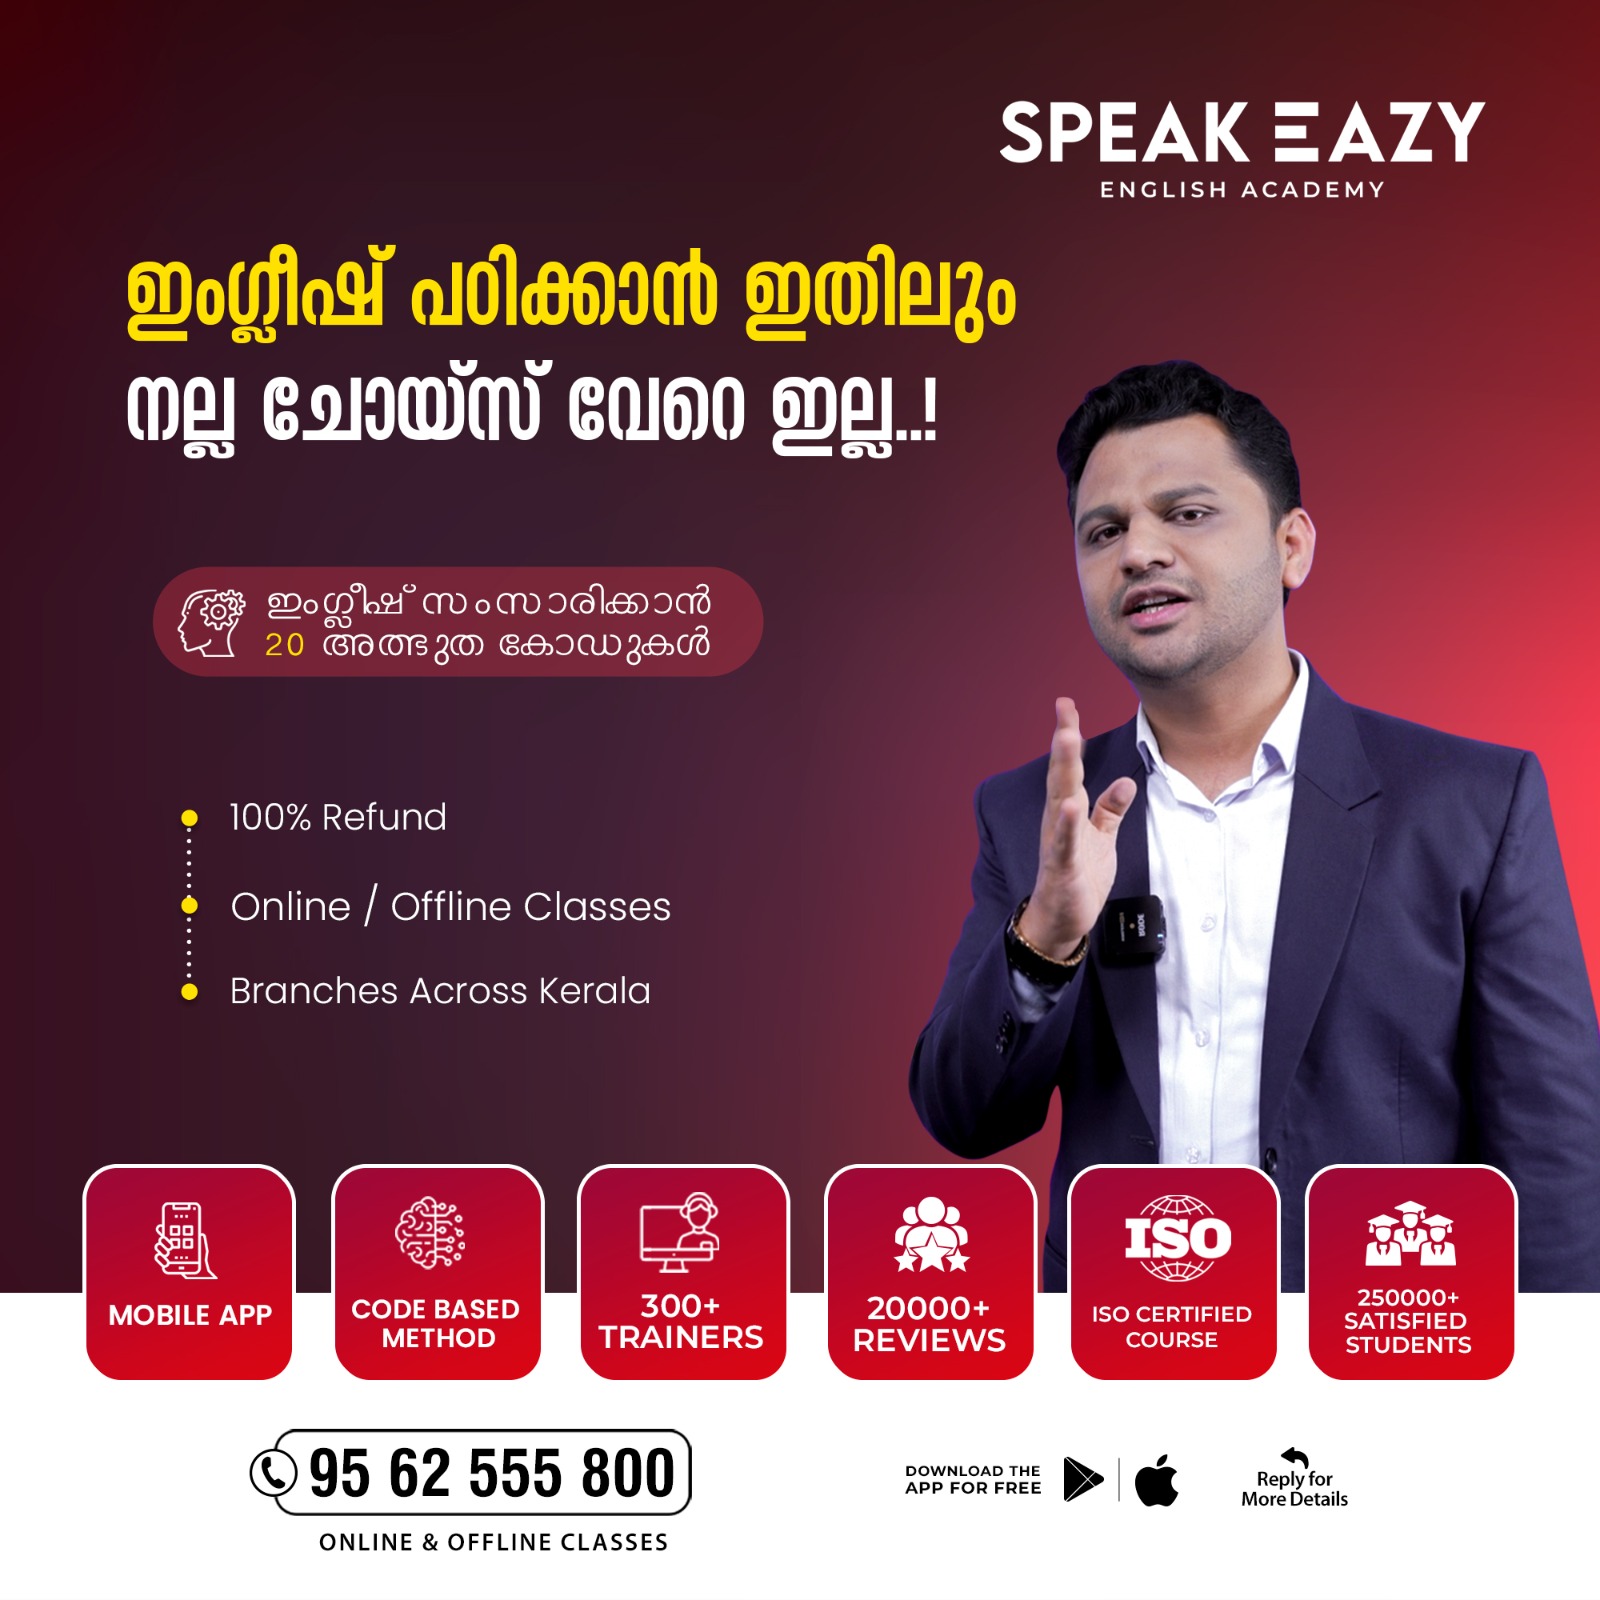 SPEAK EAZY
ENGLISH ACADEMY
ഇംഗ്ലീഷ് പഠിക്കാൻ ഇതിലും
നല്ല ചോയ്സ് വേറെ ഇല്ല..!
ഇംഗ്ലീഷ് സംസാരിക്കാൻ
20 അത്ഭുത കോഡുകൾ
100% Refund
Online / Offline Classes
Branches Across Kerala
MOBILE APP
CODE BASED
METHOD
300+
TRAINERS
20000+
REVIEWS
ISO
ISO CERTIFIED
COURSE
250000+
SATISFIED
STUDENTS
95 62 555 800
ONLINE & OFFLINE CLASSES
DOWNLOAD THE
APP FOR FREE
Reply for
More Details